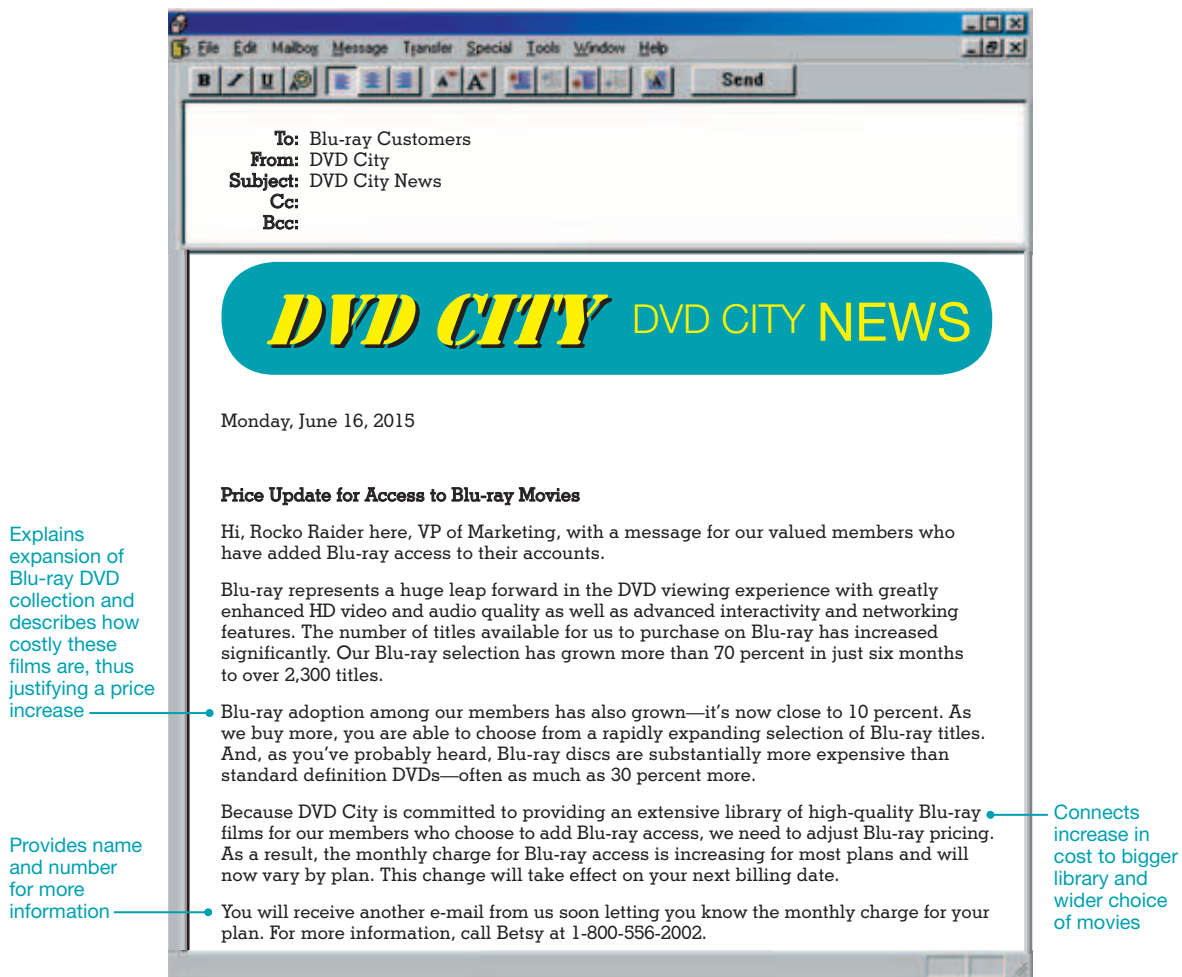 File Edit Mailbox Message Transfer Special Tools Window Help
B I U A A A A Send
To: Blu-ray Customers
From: DVD City
Subject: DVD City News
Cc:
Bcc:
DVD CITY DVD CITY NEWS
Monday, June 16, 2015
Price Update for Access to Blu-ray Movies
Hi, Rocko Raider here, VP of Marketing, with a message for our valued members who
have added Blu-ray access to their accounts.
Blu-ray represents a huge leap forward in the DVD viewing experience with greatly
enhanced HD video and audio quality as well as advanced interactivity and networking
features. The number of titles available for us to purchase on Blu-ray has increased
significantly. Our Blu-ray selection has grown more than 70 percent in just six months
to over 2,300 titles.
Explains
expansion of
Blu-ray DVD
collection and
describes how
costly these
films are, thus
justifying a price
increase
Blu-ray adoption among our members has also grown—it's now close to 10 percent. As
we buy more, you are able to choose from a rapidly expanding selection of Blu-ray titles.
And, as you've probably heard, Blu-ray discs are substantially more expensive than
standard definition DVDs—often as much as 30 percent more.
Because DVD City is committed to providing an extensive library of high-quality Blu-ray
films for our members who choose to add Blu-ray access, we need to adjust Blu-ray pricing.
As a result, the monthly charge for Blu-ray access is increasing for most plans and will
now vary by plan. This change will take effect on your next billing date.
Connects
increase in
cost to bigger
library and
wider choice
of movies
Provides name
and number
for more
information
You will receive another e-mail from us soon letting you know the monthly charge for your
plan. For more information, call Betsy at 1-800-556-2002.